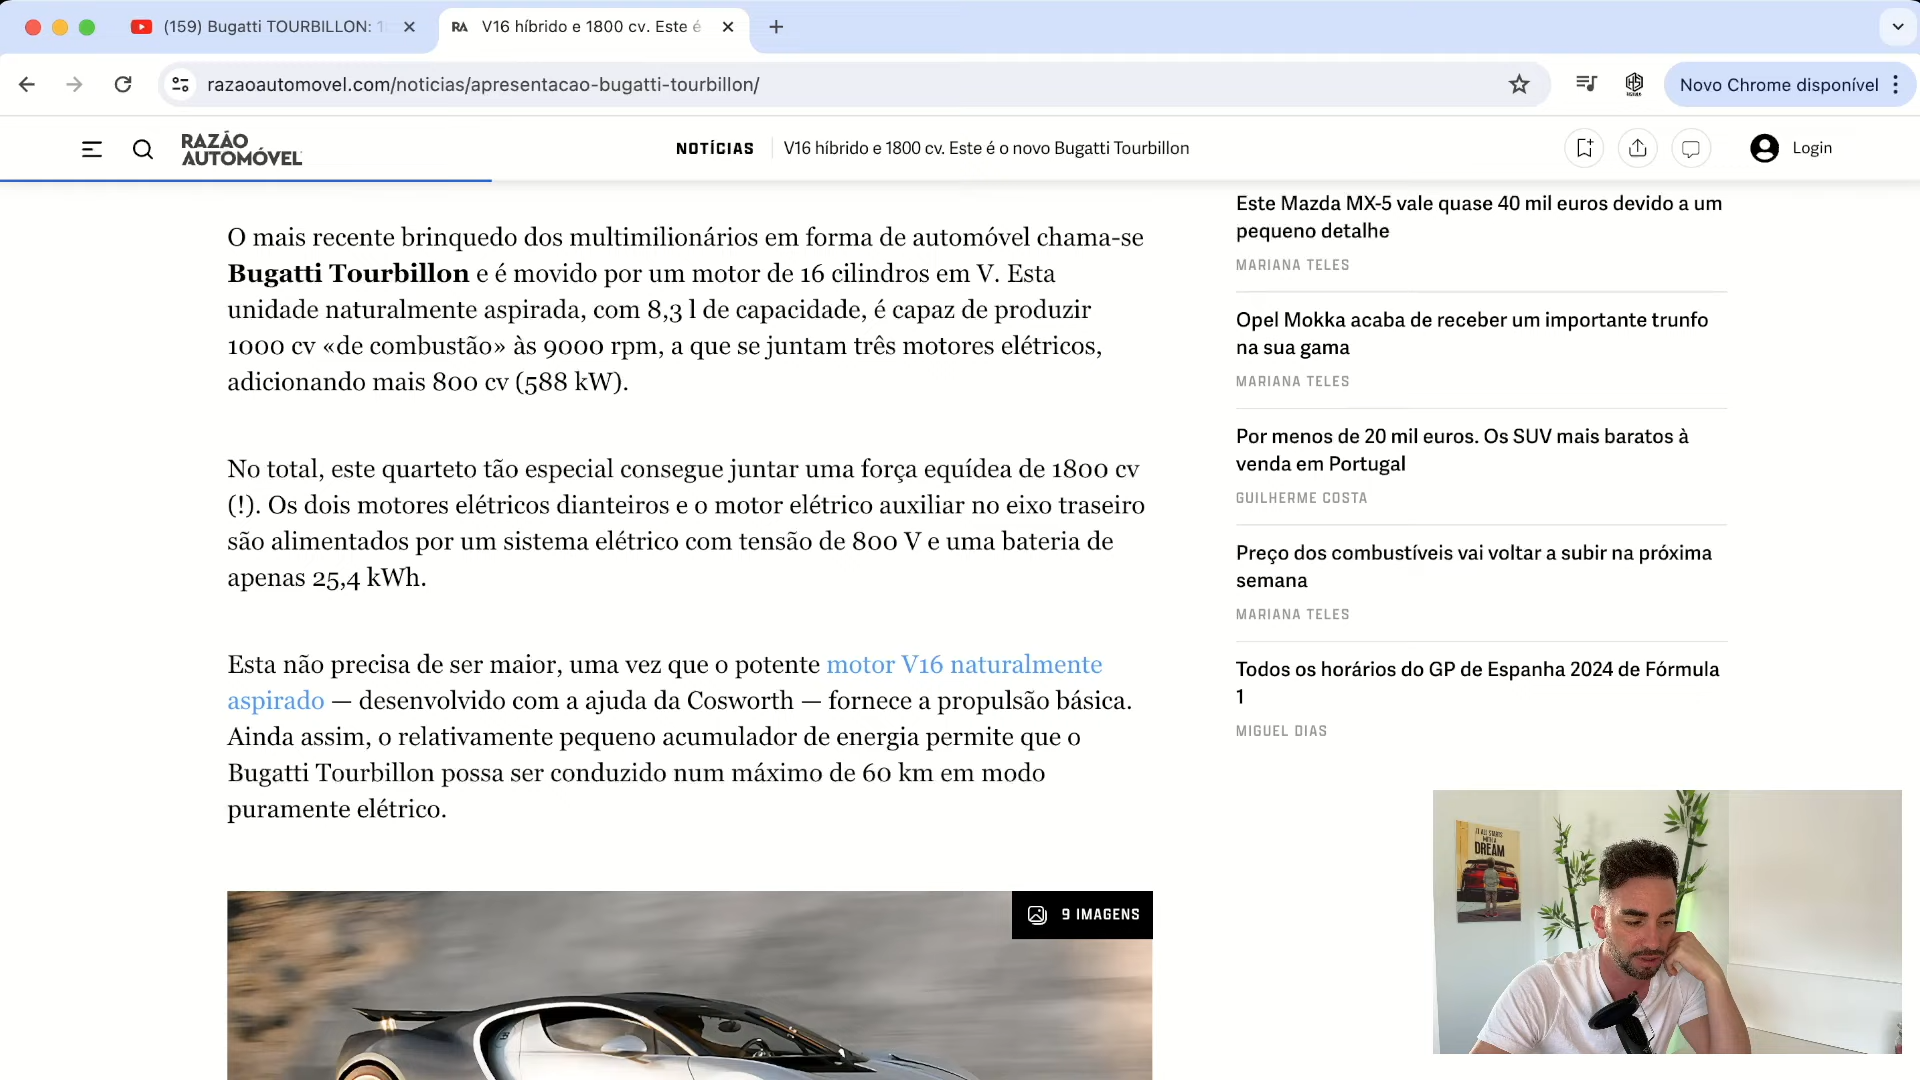 (159) Bugatti TOURBILLON: 1
RA V16 híbrido e 1800 cv. Este é
razaoautomovel.com/noticias/apresentacao-bugatti-tourbillon/
Novo Chrome disponível
RAZÃO
AUTOMÓVEL
NOTÍCIAS
V16 híbrido e 1800 cv. Este é o novo Bugatti Tourbillon
Login
O mais recente brinquedo dos multimilionários em forma de automóvel chama-se
Bugatti Tourbillon e é movido por um motor de 16 cilindros em V. Esta
unidade naturalmente aspirada, com 8,3 l de capacidade, é capaz de produzir
1000 cv «de combustão» às 9000 rpm, a que se juntam três motores elétricos,
adicionando mais 800 cv (588 kW).
No total, este quarteto tão especial consegue juntar uma força equídea de 1800 cv
(!). Os dois motores elétricos dianteiros e o motor elétrico auxiliar no eixo traseiro
são alimentados por um sistema elétrico com tensão de 800 V e uma bateria de
apenas 25,4 kWh.
Esta não precisa de ser maior, uma vez que o potente motor V16 naturalmente
aspirado — desenvolvido com a ajuda da Cosworth — fornece a propulsão básica.
Ainda assim, o relativamente pequeno acumulador de energia permite que o
Bugatti Tourbillon possa ser conduzido num máximo de 60 km em modo
puramente elétrico.
9 IMAGENS
Este Mazda MX-5 vale quase 40 mil euros devido a um
pequeno detalhe
MARIANA TELES
Opel Mokka acaba de receber um importante trunfo
na sua gama
MARIANA TELES
Por menos de 20 mil euros. Os SUV mais baratos à
venda em Portugal
GUILHERME COSTA
Preço dos combustíveis vai voltar a subir na próxima
semana
MARIANA TELES
Todos os horários do GP de Espanha 2024 de Fórmula
1
MIGUEL DIAS
IT ALL STARTS
WITH A
DREAM